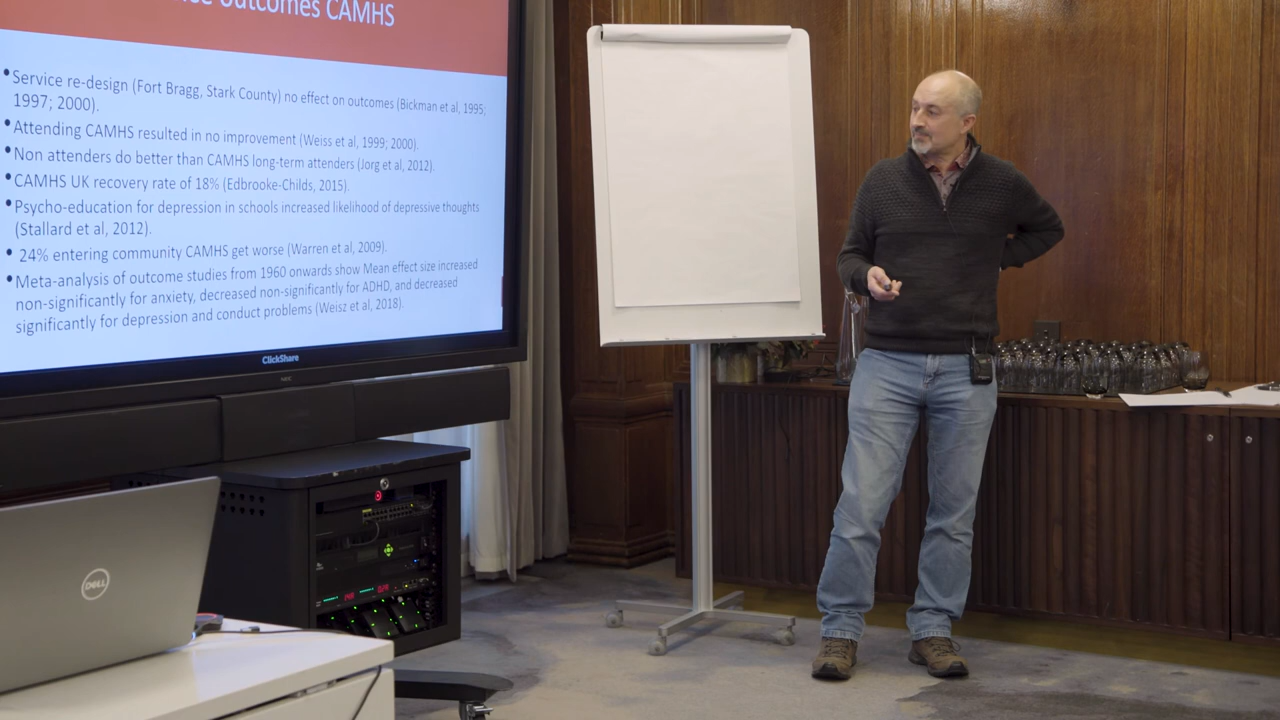 outcomes CAMHS
•Service re-design (Fort Bragg, Stark County) no effect on outcomes (Bickman et al, 1995;
1997; 2000).
•Attending CAMHS resulted in no improvement (Weiss et al, 1999; 2000).
•Non attenders do better than CAMHS long-term attenders (Jorg et al, 2012).
•CAMHS UK recovery rate of 18% (Edbrooke-Childs, 2015).
•Psycho-education for depression in schools increased likelihood of depressive thoughts
(Stallard et al, 2012).
• 24% entering community CAMHS get worse (Warren et al, 2009).
•Meta-analysis of outcome studies from 1960 onwards show Mean effect size increased
non-significantly for anxiety, decreased non-significantly for ADHD, and decreased
significantly for depression and conduct problems (Weisz et al, 2018).
ClickShare
NEC
DELL